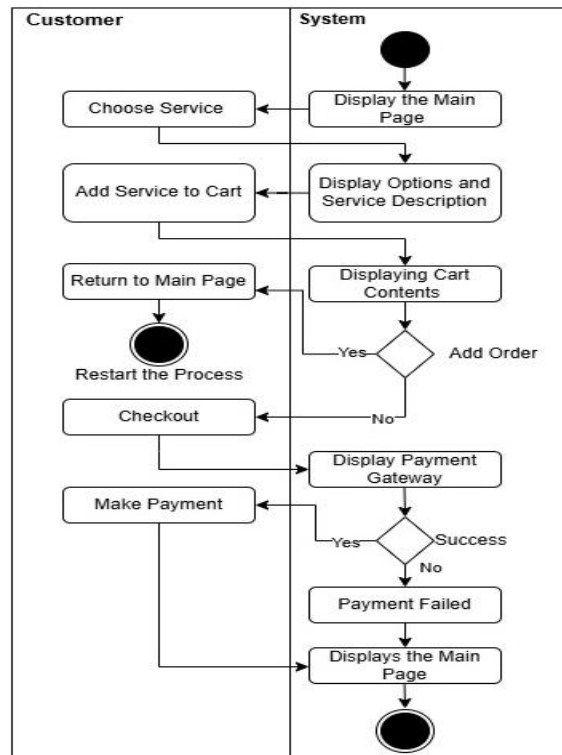 Customer
System
Display the Main
Page
Choose Service
Add Service to Cart
Display Options and
Service Description
Return to Main Page
Displaying Cart
Contents
Yes
Add Order
Restart the Process
No
Checkout
Display Payment
Gateway
Make Payment
Yes
Success
No
Payment Failed
Displays the Main
Page